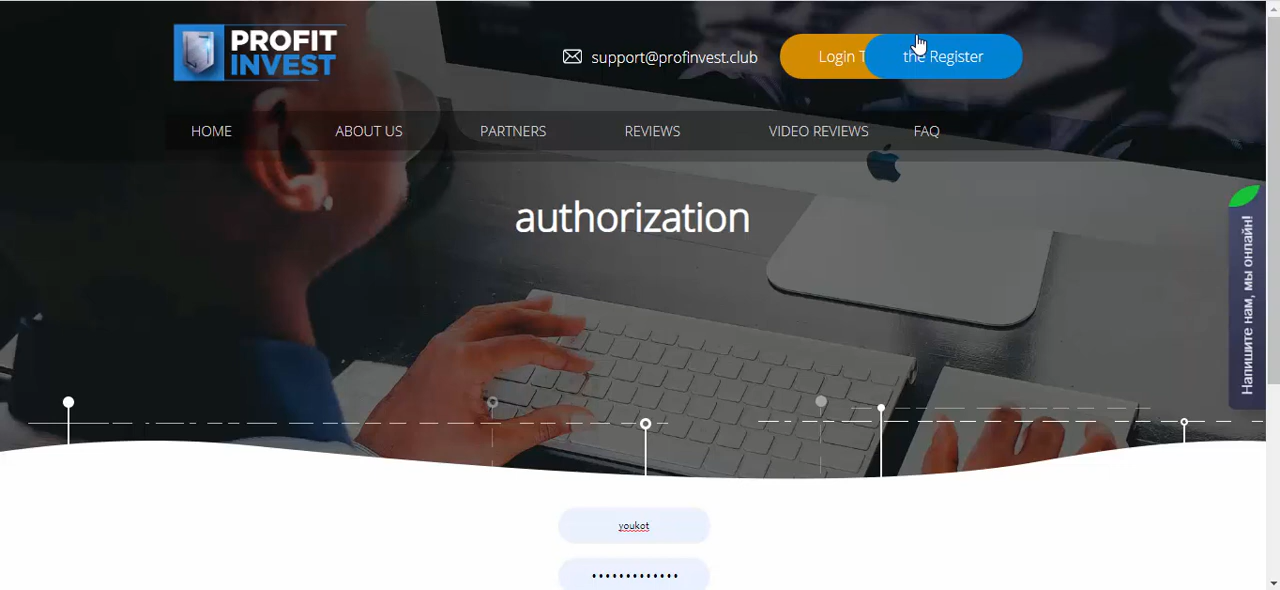 PROFIT
INVEST
support@profinvest.club
Login T
the Register
HOME
ABOUT US
PARTNERS
REVIEWS
VIDEO REVIEWS
FAQ
authorization
Напишите нам, мы онлайн!
youkot
•••••••••••••